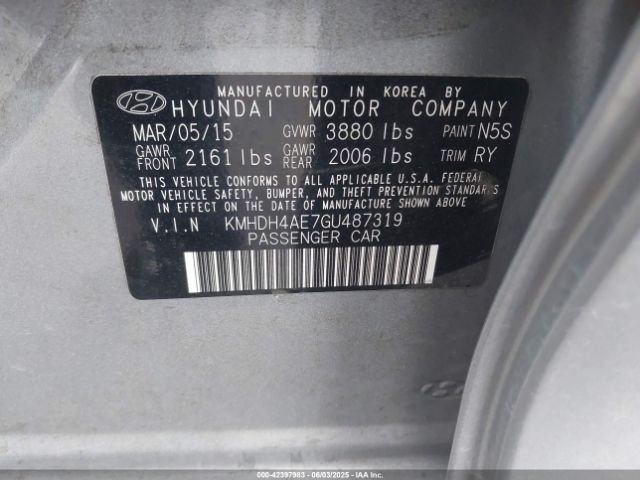 MANUFACTURED IN KOREA BY
HYUNDAI MOTOR COMPANY
MAR/05/15 GVWR 3880 lbs PAINT N5S
GAWR FRONT 2161 lbs GAWR REAR 2006 lbs TRIM RY
THIS VEHICLE CONFORMS TO ALL APPLICABLE U.S.A. FEDERAL
MOTOR VEHICLE SAFETY, BUMPER, AND THEFT PREVENTION STANDARDS
IN EFFECT ON THE DATE OF MANUFACTURE SHOWN ABOVE.
V.I.N KMHDH4AE7GU487319
PASSENGER CAR
000-42397983 - 06/03/2025 - IAA Inc.